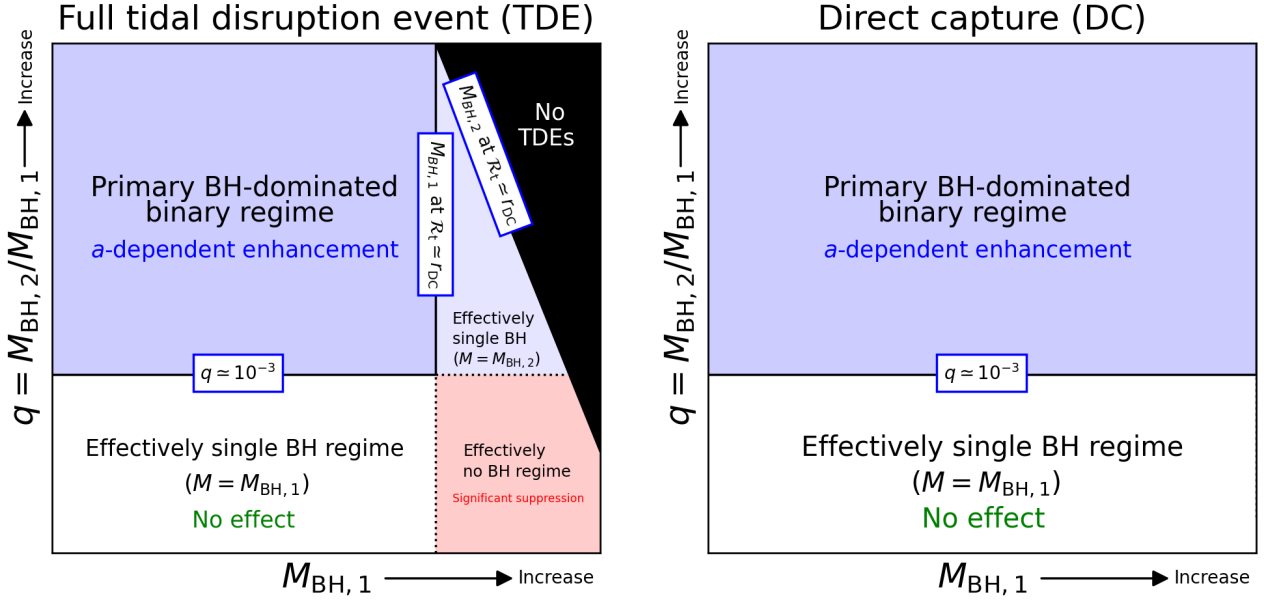 Full tidal disruption event (TDE)
q = M_BH, 2/M_BH, 1 → Increase
Primary BH-dominated
binary regime
a-dependent enhancement
M_BH, 1 at ℛ_t ≃ r_DC
M_BH, 2 at ℛ_t ≃ r_DC
No
TDEs
Effectively
single BH
(M = M_BH, 2)
q ≃ 10⁻³
Effectively single BH regime
(M = M_BH, 1)
No effect
Effectively
no BH regime
Significant suppression
M_BH, 1 → Increase
Direct capture (DC)
q = M_BH, 2/M_BH, 1 → Increase
Primary BH-dominated
binary regime
a-dependent enhancement
q ≃ 10⁻³
Effectively single BH regime
(M = M_BH, 1)
No effect
M_BH, 1 → Increase